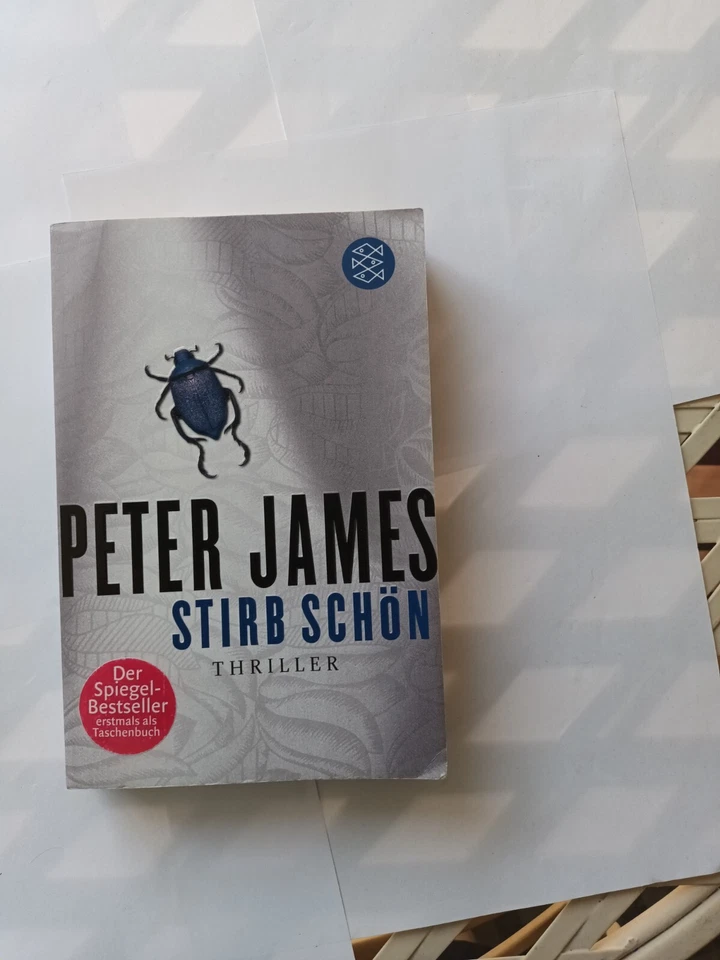 PETER JAMES
STIRB SCHÖN
THRILLER
Der
Spiegel-
Bestseller
erstmals als
Taschenbuch